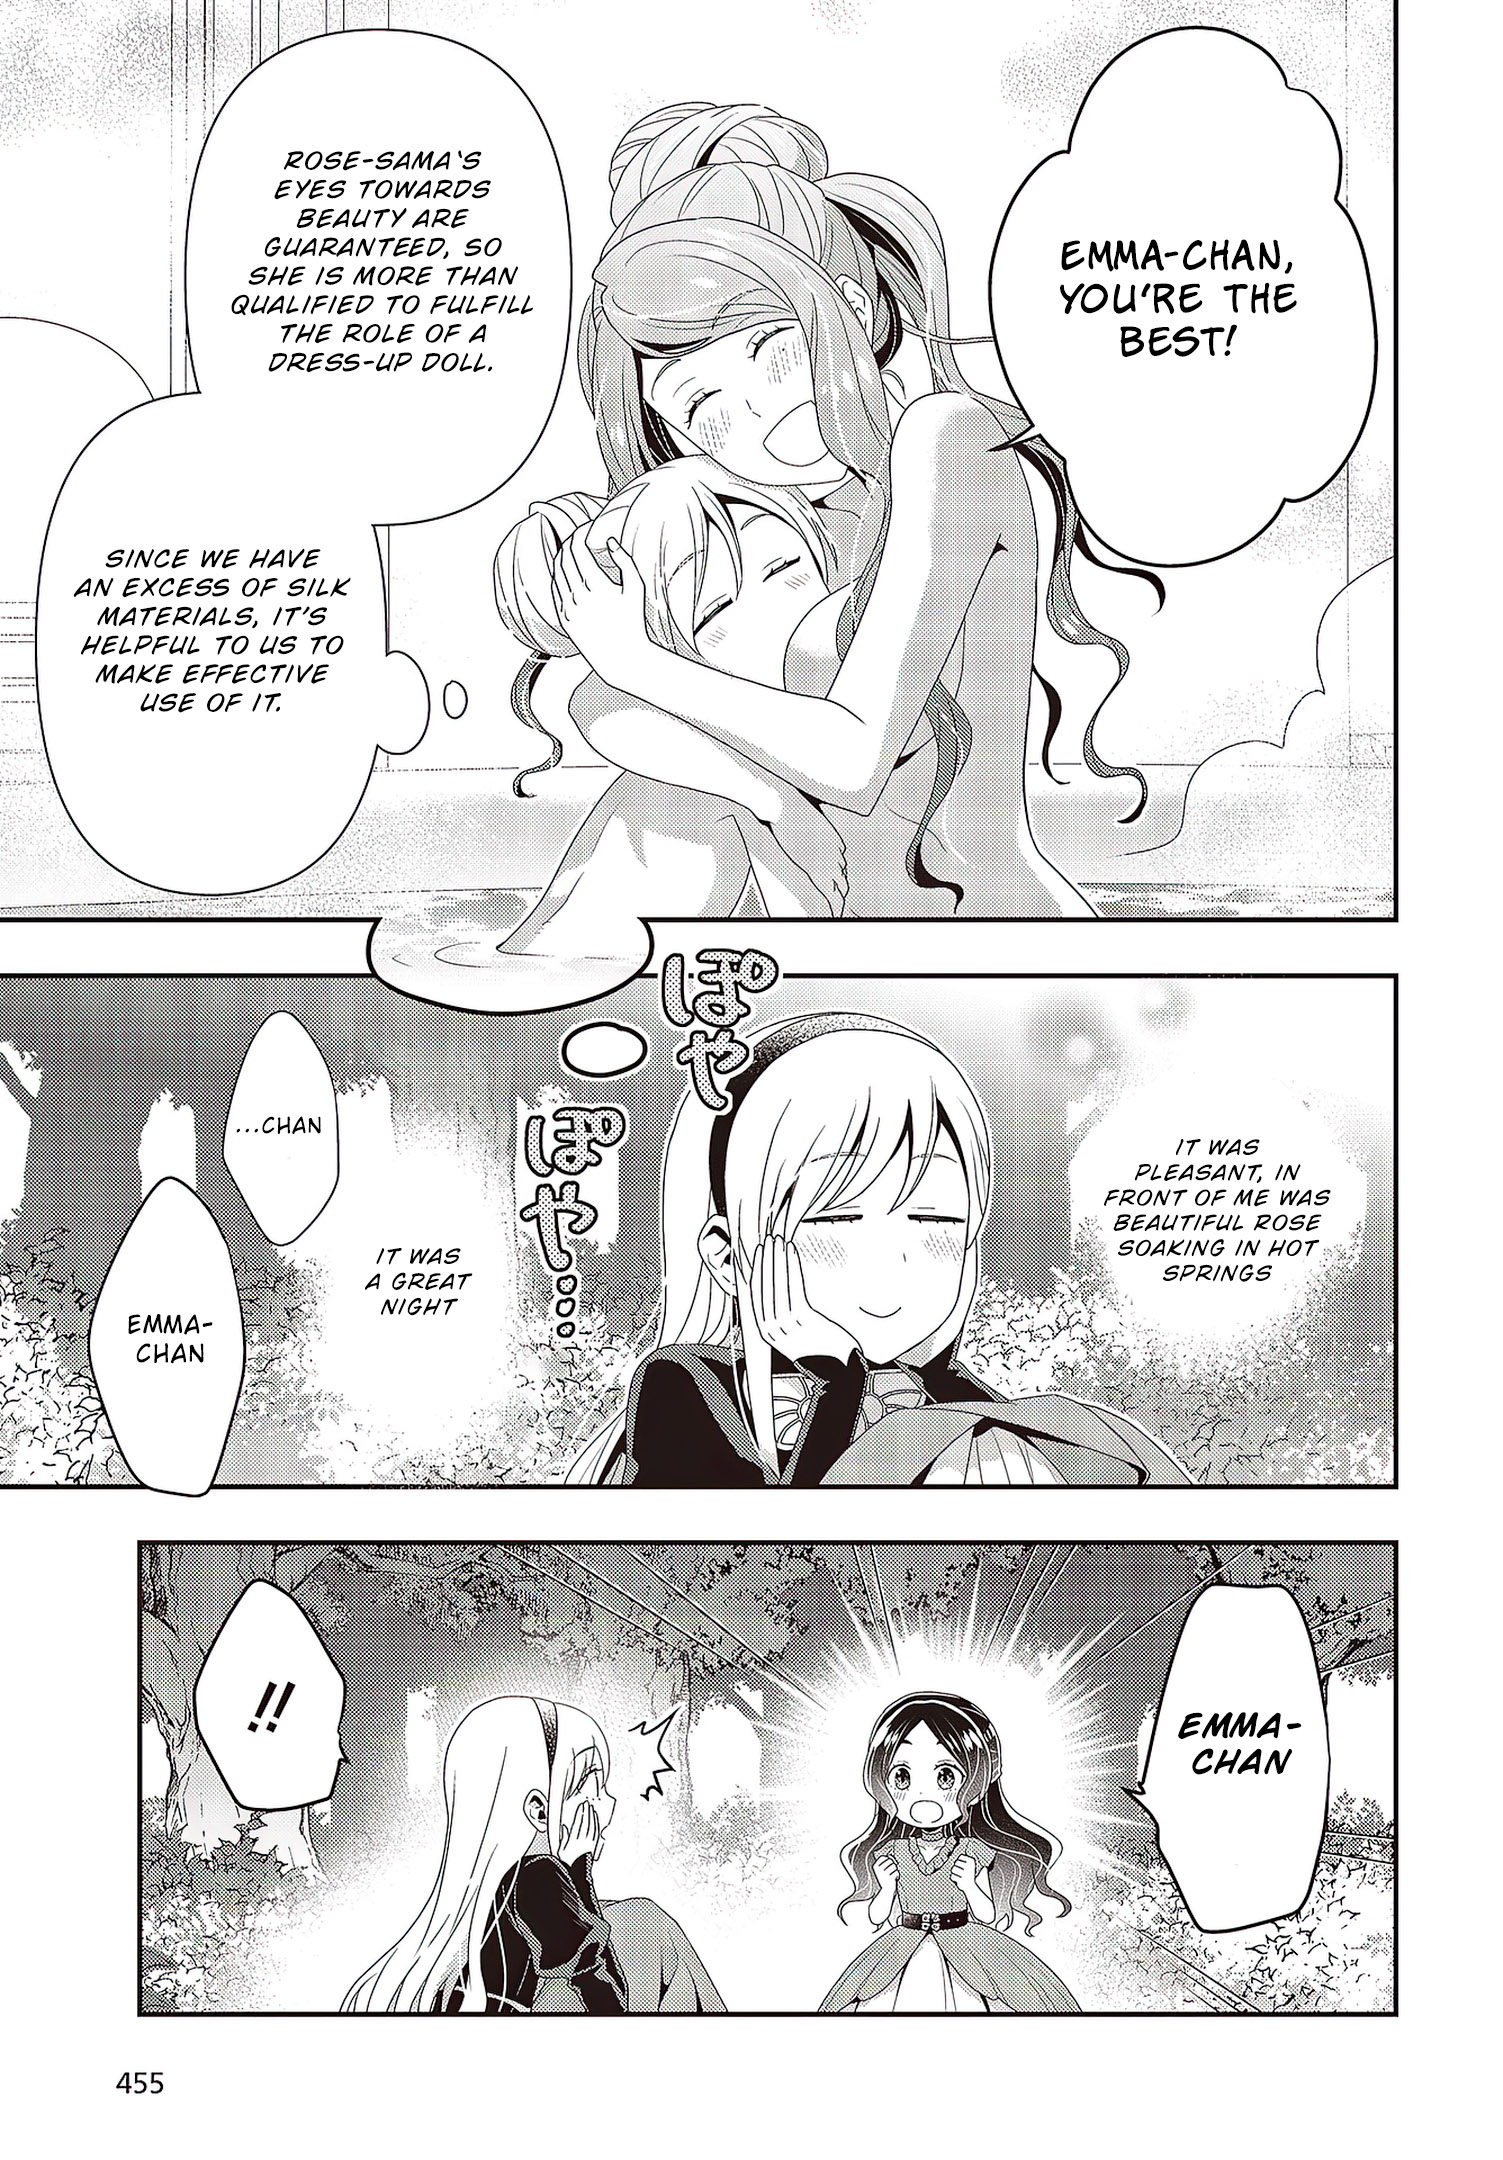 EMMA-CHAN,
YOU'RE THE
BEST!
ROSE-SAMA'S
EYES TOWARDS
BEAUTY ARE
GUARANTEED, SO
SHE IS MORE THAN
QUALIFIED TO FULFILL
THE ROLE OF A
DRESS-UP DOLL.
SINCE WE HAVE
AN EXCESS OF SILK
MATERIALS, IT'S
HELPFUL TO US TO
MAKE EFFECTIVE
USE OF IT.
IT WAS
PLEASANT, IN
FRONT OF ME WAS
BEAUTIFUL ROSE
SOAKING IN HOT
SPRINGS
ぽや
ぽや…
IT WAS
A GREAT
NIGHT
...CHAN
EMMA-
CHAN
EMMA-
CHAN
!!
455